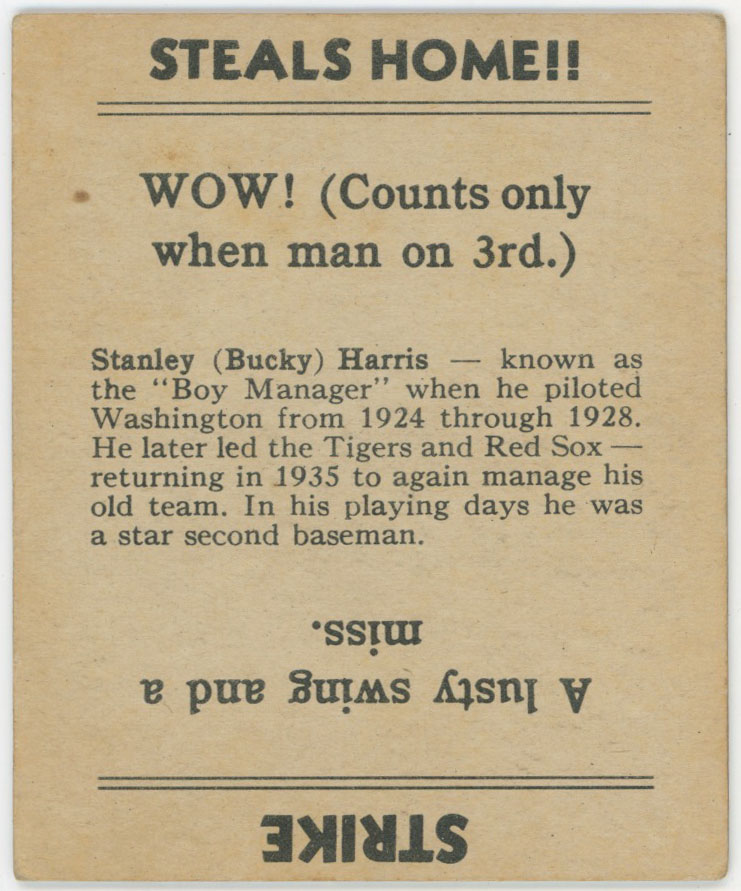 STEALS HOME!!
WOW! (Counts only
when man on 3rd.)
Stanley (Bucky) Harris — known as
the "Boy Manager" when he piloted
Washington from 1924 through 1928.
He later led the Tigers and Red Sox —
returning in 1935 to again manage his
old team. In his playing days he was
a star second baseman.
STRIKE
A lusty swing and a
miss.